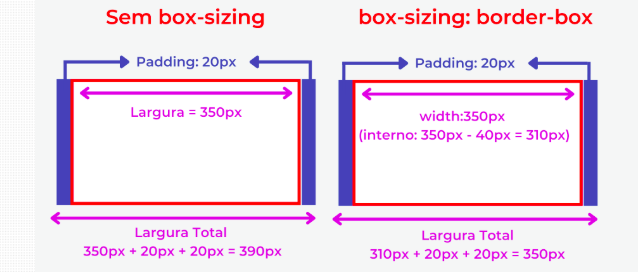 Sem box-sizing
Padding: 20px
Largura = 350px
Largura Total
350px + 20px + 20px = 390px
box-sizing: border-box
Padding: 20px
width:350px
(interno: 350px - 40px = 310px)
Largura Total
310px + 20px + 20px = 350px